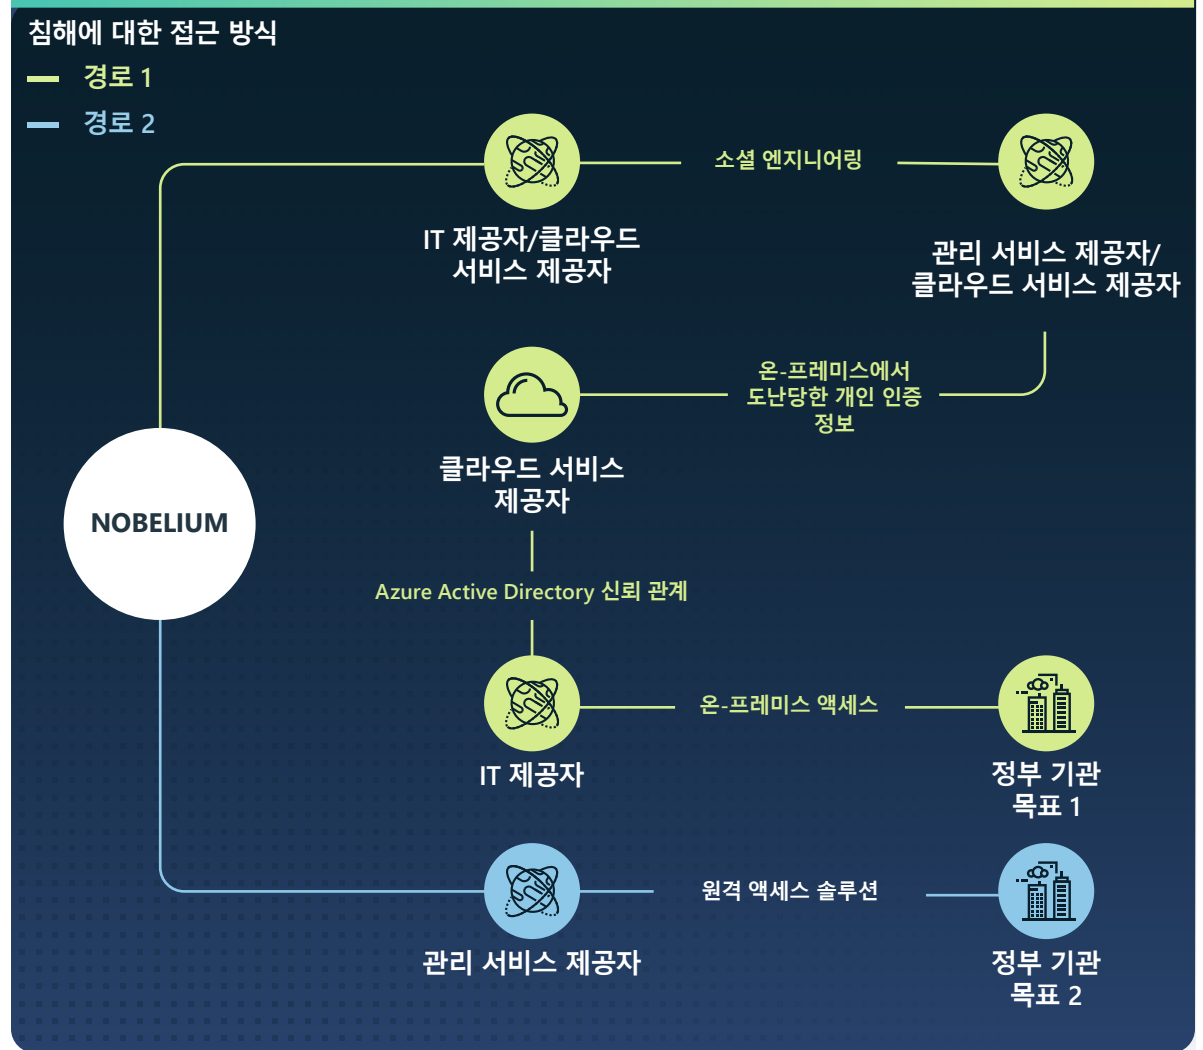 침해에 대한 접근 방식
경로 1
경로 2
소셜 엔지니어링
IT 제공자/클라우드
서비스 제공자
관리 서비스 제공자/
클라우드 서비스 제공자
온-프레미스에서
도난당한 개인 인증
정보
클라우드 서비스
제공자
NOBELIUM
Azure Active Directory 신뢰 관계
온-프레미스 액세스
IT 제공자
정부 기관
목표 1
원격 액세스 솔루션
관리 서비스 제공자
정부 기관
목표 2